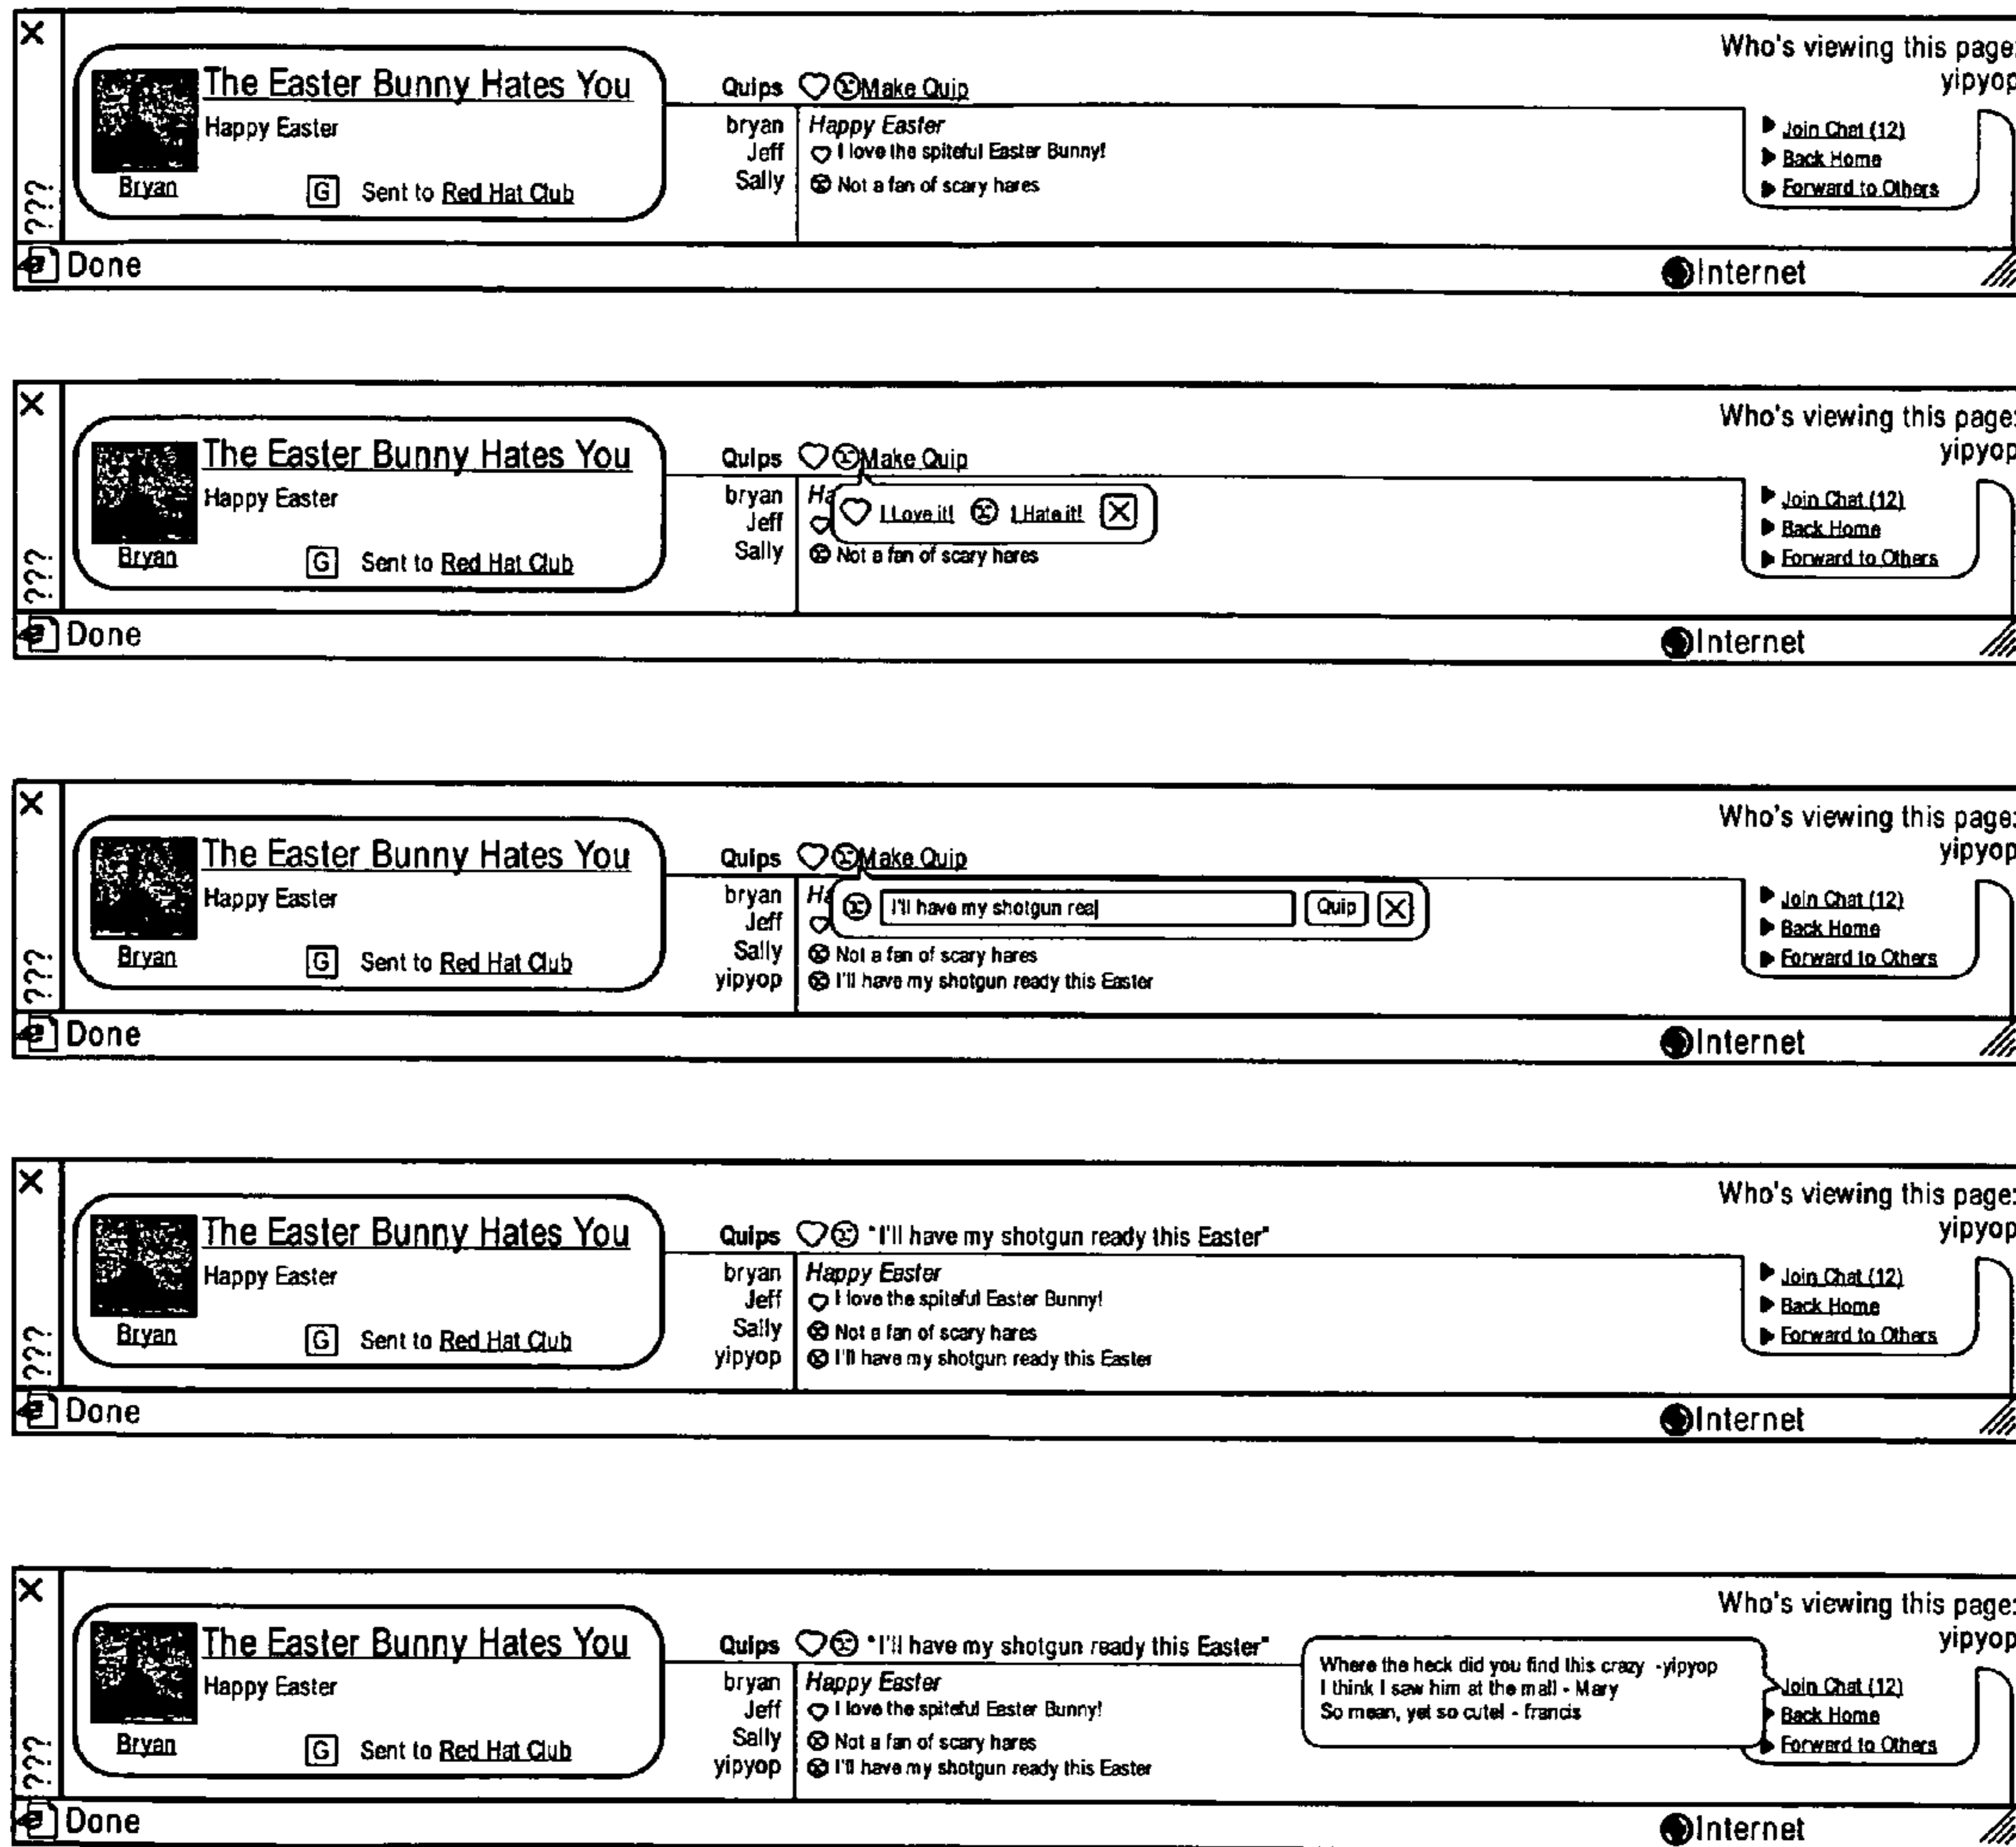 X
Who's viewing this page:
yipyop
The Easter Bunny Hates You
Happy Easter
Bryan
G Sent to Red Hat Club
Quips Make Quip
bryan Happy Easter
Jeff I love the spiteful Easter Bunny!
Sally Not a fan of scary hares
Join Chat (12)
Back Home
Forward to Others
???
Done
Internet
X
Who's viewing this page:
yipyop
The Easter Bunny Hates You
Happy Easter
Bryan
G Sent to Red Hat Club
Quips Make Quip
bryan Ha
I Love it! I Hate it! X
Jeff
Sally Not a fan of scary hares
Join Chat (12)
Back Home
Forward to Others
???
Done
Internet
X
Who's viewing this page:
yipyop
The Easter Bunny Hates You
Happy Easter
Bryan
G Sent to Red Hat Club
Quips Make Quip
bryan Ha
I'll have my shotgun rea Quip X
Jeff
Sally Not a fan of scary hares
yipyop I'll have my shotgun ready this Easter
Join Chat (12)
Back Home
Forward to Others
???
Done
Internet
X
Who's viewing this page:
yipyop
The Easter Bunny Hates You
Happy Easter
Bryan
G Sent to Red Hat Club
Quips "I'll have my shotgun ready this Easter"
bryan Happy Easter
Jeff I love the spiteful Easter Bunny!
Sally Not a fan of scary hares
yipyop I'll have my shotgun ready this Easter
Join Chat (12)
Back Home
Forward to Others
???
Done
Internet
X
Who's viewing this page:
yipyop
The Easter Bunny Hates You
Happy Easter
Bryan
G Sent to Red Hat Club
Quips "I'll have my shotgun ready this Easter"
bryan Happy Easter
Jeff I love the spiteful Easter Bunny!
Sally Not a fan of scary hares
yipyop I'll have my shotgun ready this Easter
Where the heck did you find this crazy -yipyop
I think I saw him at the mall - Mary
So mean, yet so cute! - francis
Join Chat (12)
Back Home
Forward to Others
???
Done
Internet